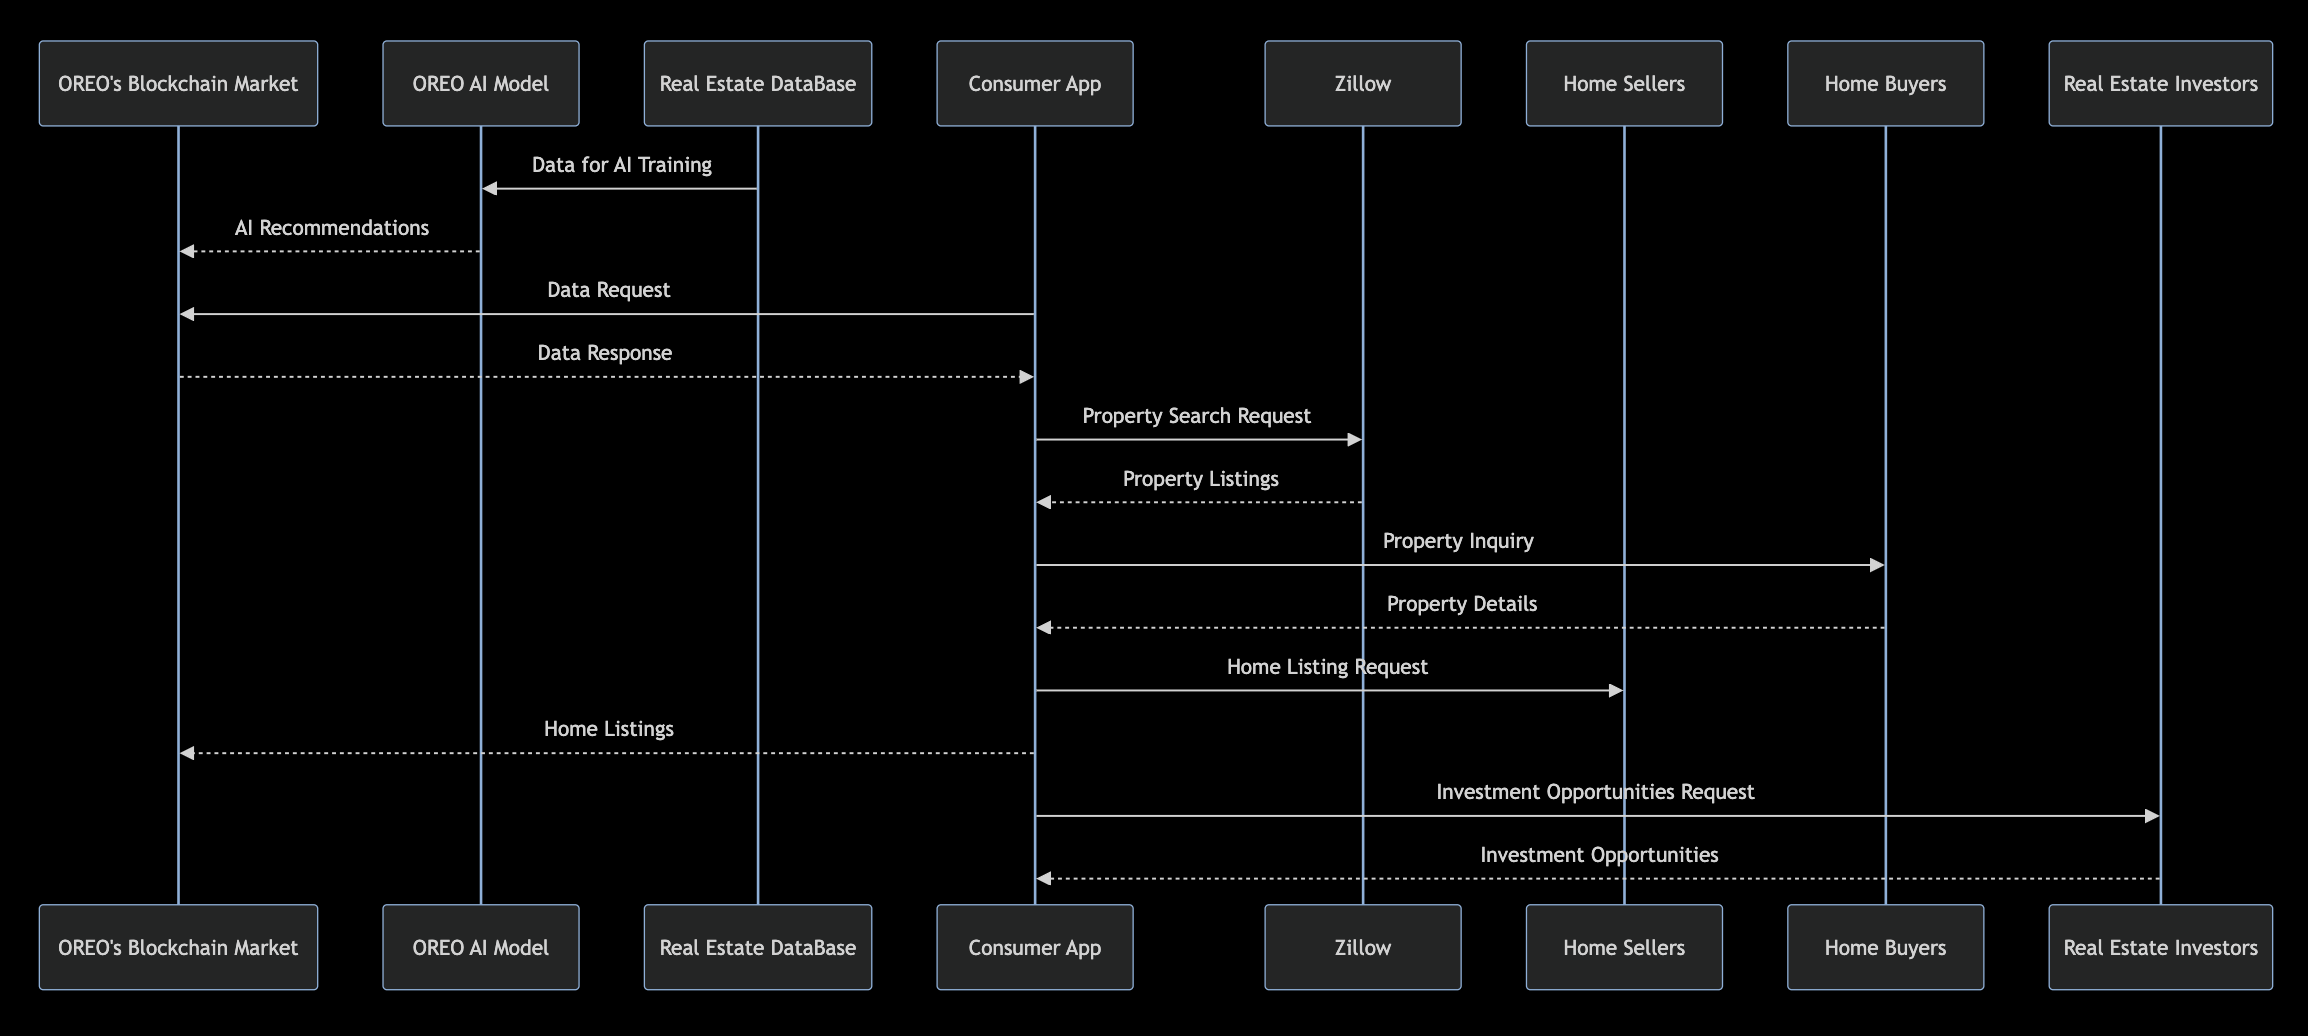 OREO's Blockchain Market
OREO AI Model
Real Estate DataBase
Consumer App
Zillow
Home Sellers
Home Buyers
Real Estate Investors
Data for AI Training
AI Recommendations
Data Request
Data Response
Property Search Request
Property Listings
Property Inquiry
Property Details
Home Listing Request
Home Listings
Investment Opportunities Request
Investment Opportunities
OREO's Blockchain Market
OREO AI Model
Real Estate DataBase
Consumer App
Zillow
Home Sellers
Home Buyers
Real Estate Investors